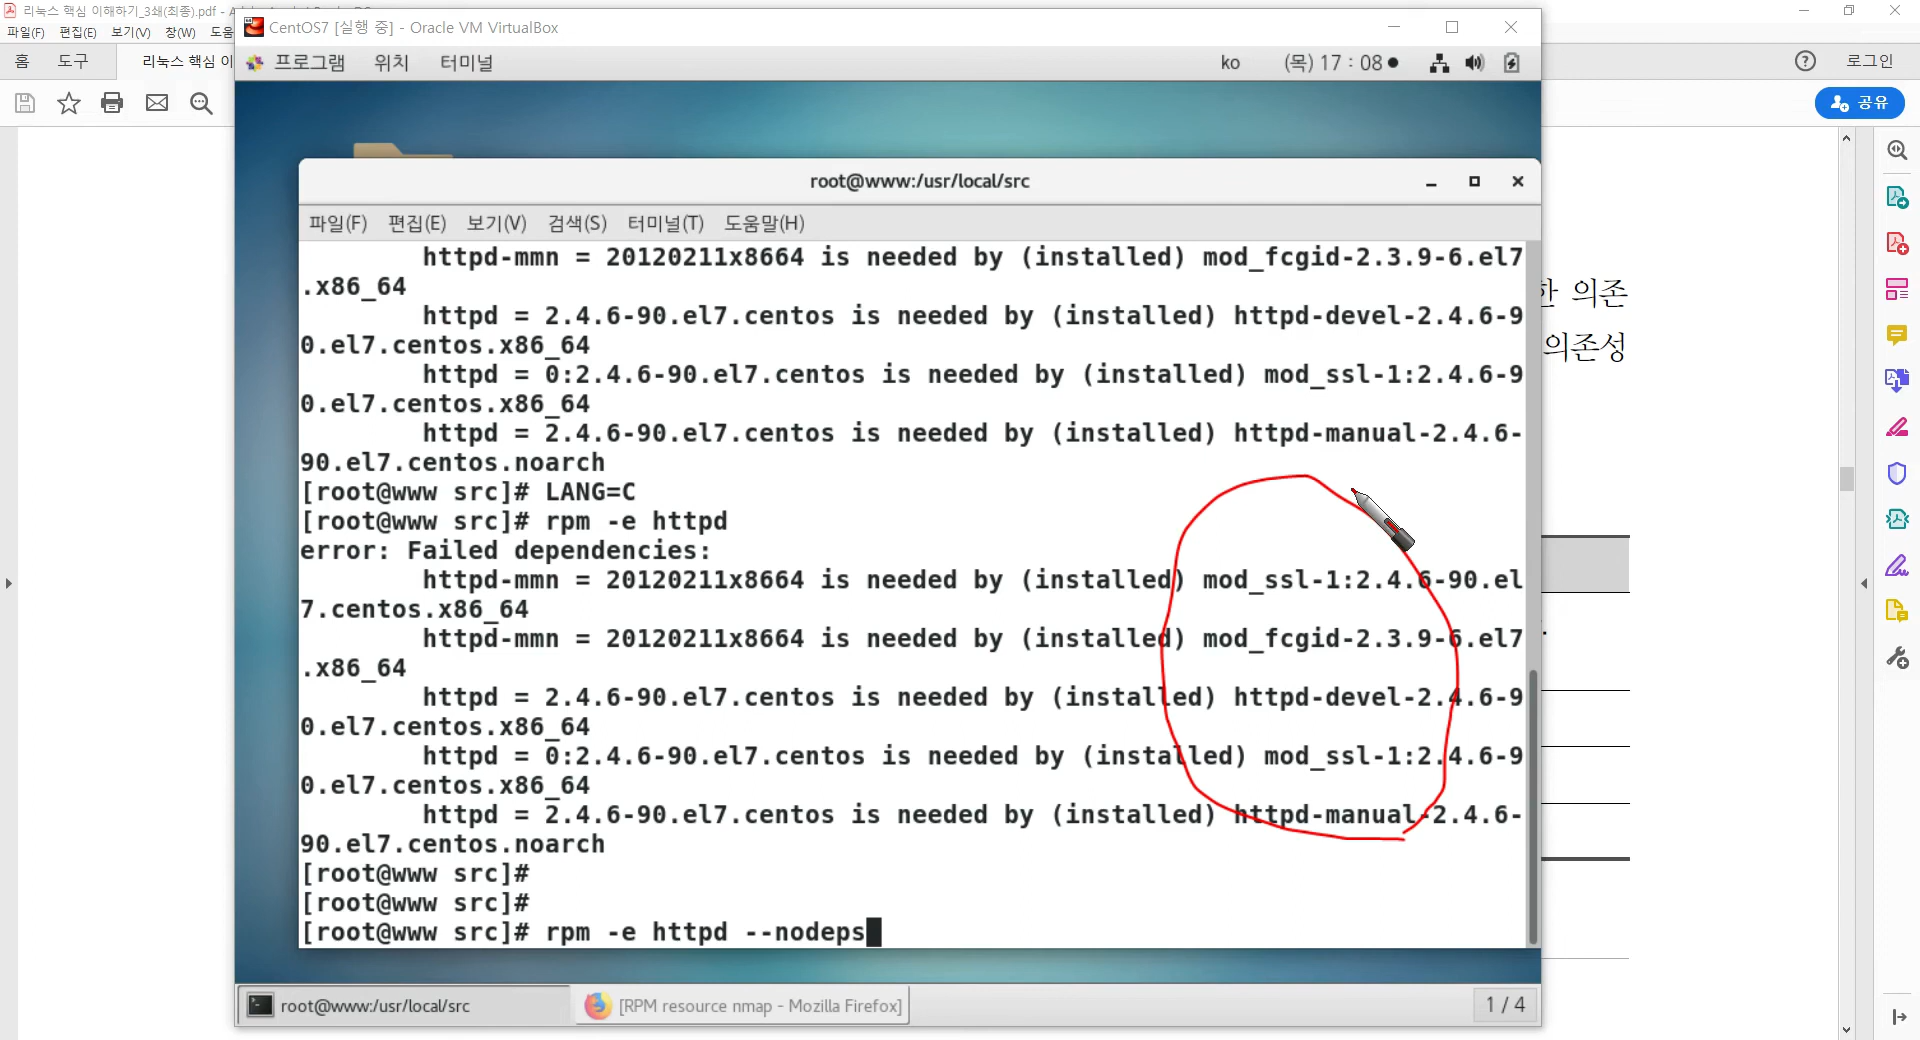 리눅스 핵심 이해하기_3쇄(최종).pdf -
파일(F) 편집(E) 보기(V) 창(W)
홈 도구 리눅스 핵심 이
로그인
공유
CentOS7 [실행 중] - Oracle VM VirtualBox
프로그램 위치 터미널 ko (목) 17 : 08
root@www:/usr/local/src
파일(F) 편집(E) 보기(V) 검색(S) 터미널(T) 도움말(H)
httpd-mmn = 20120211x8664 is needed by (installed) mod_fcgid-2.3.9-6.el7
.x86_64
httpd = 2.4.6-90.el7.centos is needed by (installed) httpd-devel-2.4.6-9
0.el7.centos.x86_64
httpd = 0:2.4.6-90.el7.centos is needed by (installed) mod_ssl-1:2.4.6-9
0.el7.centos.x86_64
httpd = 2.4.6-90.el7.centos is needed by (installed) httpd-manual-2.4.6-
90.el7.centos.noarch
[root@www src]# LANG=C
[root@www src]# rpm -e httpd
error: Failed dependencies:
httpd-mmn = 20120211x8664 is needed by (installed) mod_ssl-1:2.4.6-90.el
7.centos.x86_64
httpd-mmn = 20120211x8664 is needed by (installed) mod_fcgid-2.3.9-6.el7
.x86_64
httpd = 2.4.6-90.el7.centos is needed by (installed) httpd-devel-2.4.6-9
0.el7.centos.x86_64
httpd = 0:2.4.6-90.el7.centos is needed by (installed) mod_ssl-1:2.4.6-9
0.el7.centos.x86_64
httpd = 2.4.6-90.el7.centos is needed by (installed) httpd-manual-2.4.6-
90.el7.centos.noarch
[root@www src]#
[root@www src]#
[root@www src]# rpm -e httpd --nodeps
root@www:/usr/local/src [RPM resource nmap - Mozilla Firefox] 1 / 4
한 의존
의존성